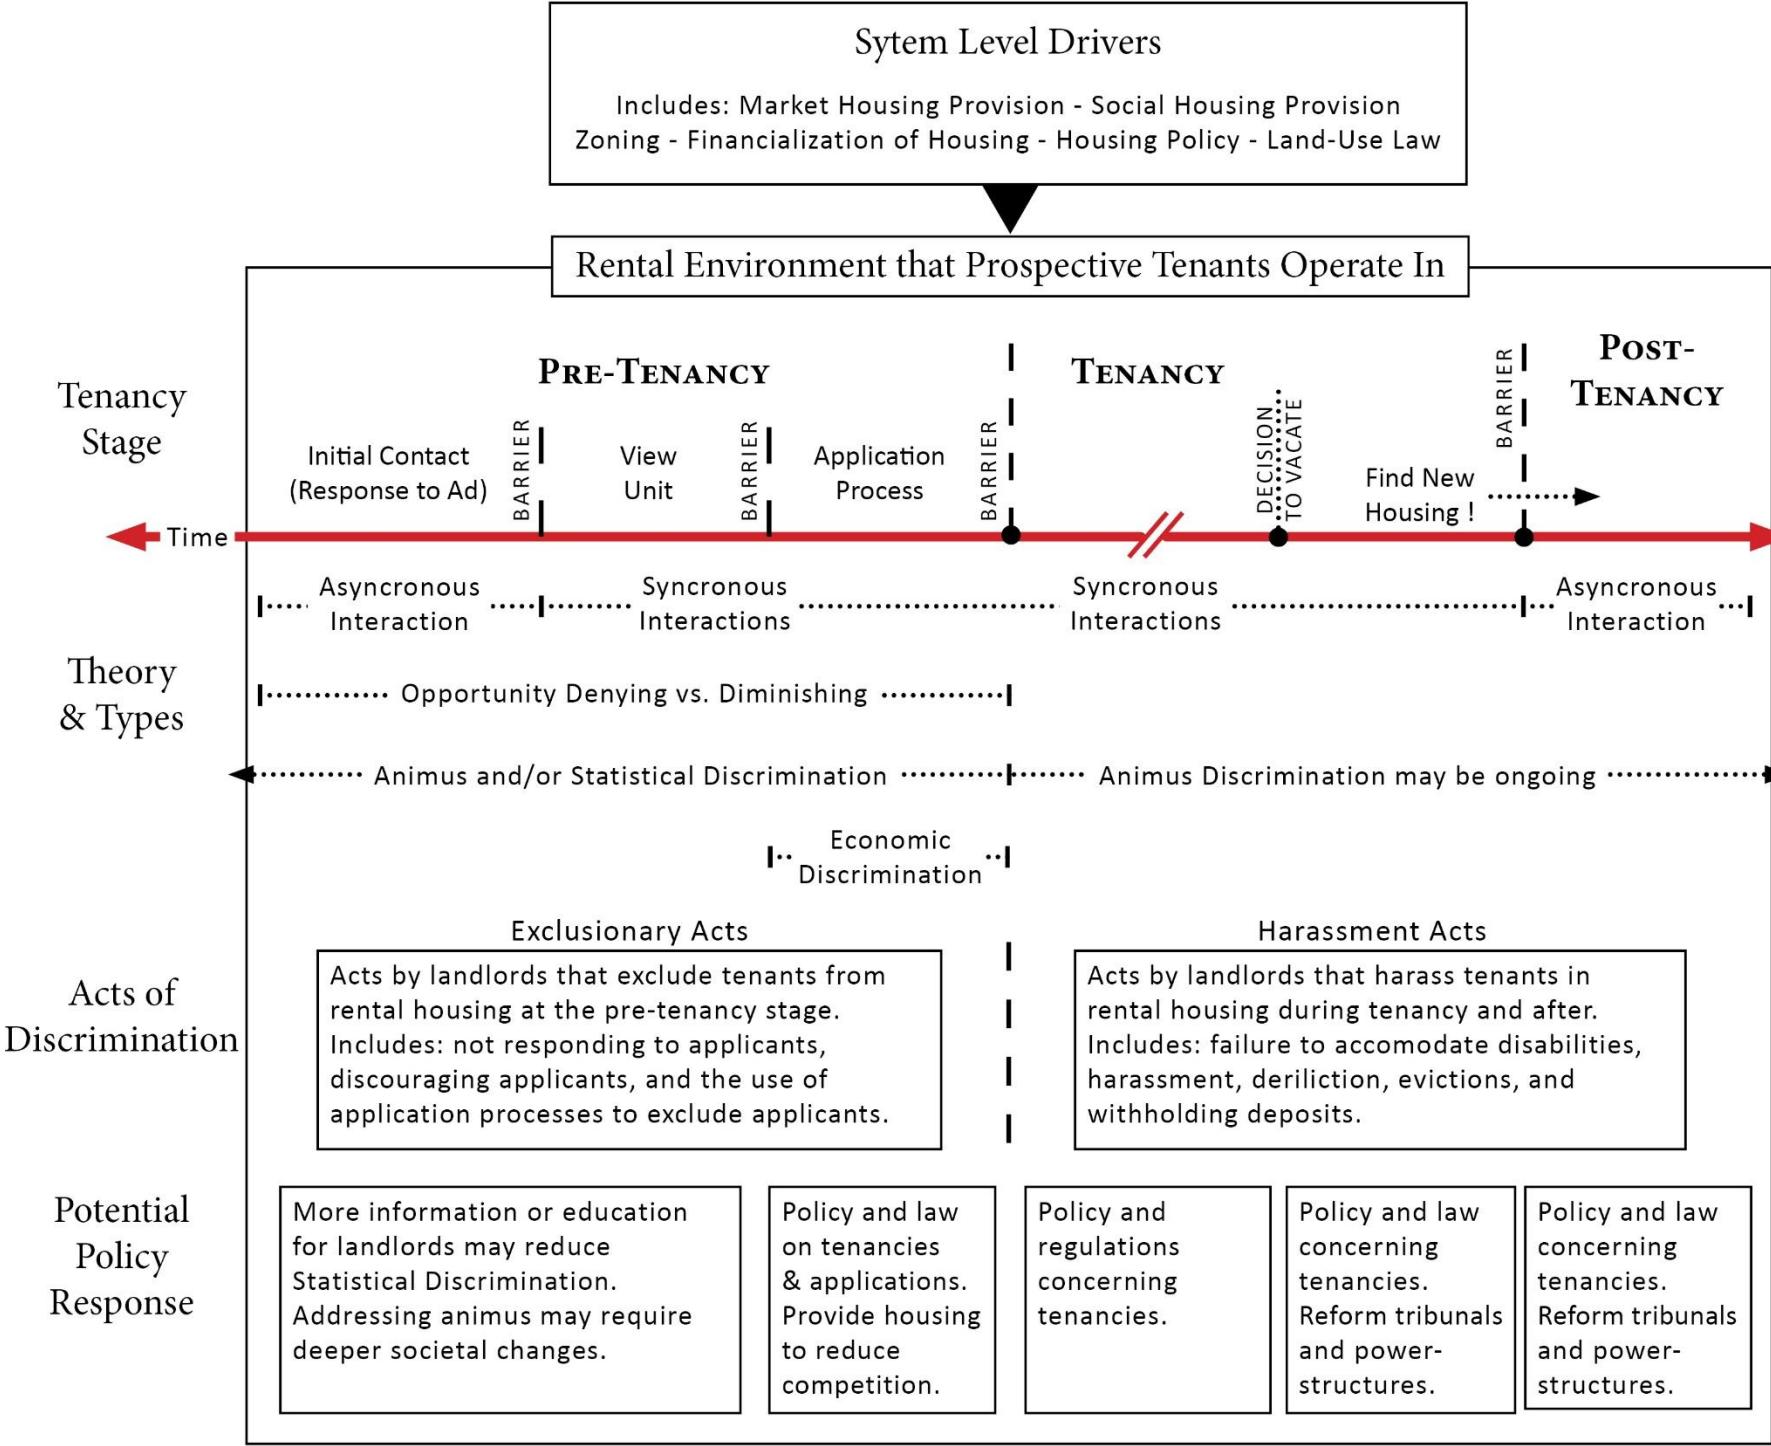 Sytem Level Drivers
Includes: Market Housing Provision - Social Housing Provision
Zoning - Financialization of Housing - Housing Policy - Land-Use Law
Rental Environment that Prospective Tenants Operate In
Tenancy
Stage
PRE-TENANCY
TENANCY
POST-
TENANCY
Initial Contact
(Response to Ad)
BARRIER
View
Unit
BARRIER
Application
Process
BARRIER
DECISION
TO VACATE
Find New
Housing !
BARRIER
Time
Asyncronous
Interaction
Syncronous
Interactions
Syncronous
Interactions
Asyncronous
Interaction
Theory
& Types
Opportunity Denying vs. Diminishing
Animus and/or Statistical Discrimination
Animus Discrimination may be ongoing
Economic
Discrimination
Acts of
Discrimination
Exclusionary Acts
Acts by landlords that exclude tenants from
rental housing at the pre-tenancy stage.
Includes: not responding to applicants,
discouraging applicants, and the use of
application processes to exclude applicants.
Harassment Acts
Acts by landlords that harass tenants in
rental housing during tenancy and after.
Includes: failure to accomodate disabilities,
harassment, deriliction, evictions, and
withholding deposits.
Potential
Policy
Response
More information or education
for landlords may reduce
Statistical Discrimination.
Addressing animus may require
deeper societal changes.
Policy and law
on tenancies
& applications.
Provide housing
to reduce
competition.
Policy and
regulations
concerning
tenancies.
Policy and law
concerning
tenancies.
Reform tribunals
and power-
structures.
Policy and law
concerning
tenancies.
Reform tribunals
and power-
structures.